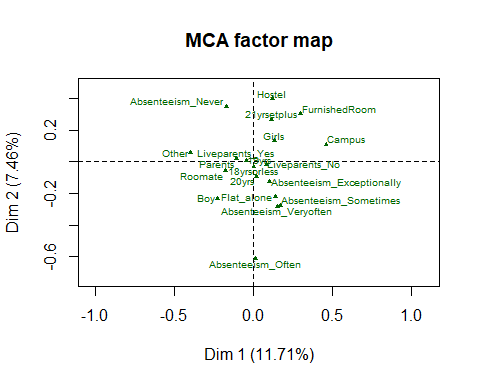 MCA factor map
Hostel
Absenteeism_Never
FurnishedRoom
21yrsetplus
Girls
Campus
Other
Liveparents_Yes
Parents
Liveparents_No
18yrsorless
Roomate
20yrs
Absenteeism_Exceptionally
Boy
Flat_alone
Absenteeism_Sometimes
Absenteeism_Veryoften
Absenteeism_Often
0.2
-0.2
-0.6
Dim 2 (7.46%)
-1.0 -0.5 0.0 0.5 1.0
Dim 1 (11.71%)